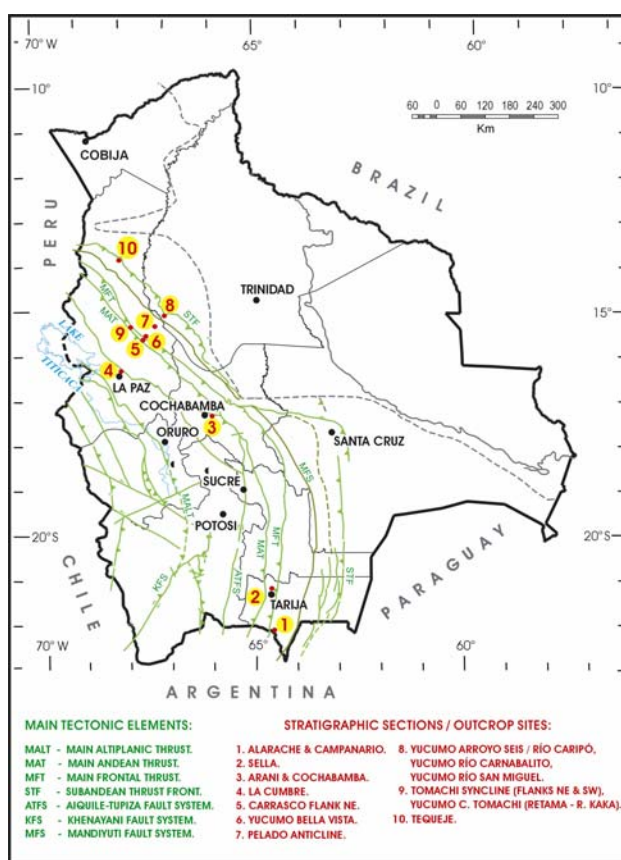 70° W 65° 60°
10°
60 0 60 120 180 240 300
Km
COBIJA
BRAZIL
PERU
10
TRINIDAD
8
7
STF
MFT
MAT
15°
9
5
6
LAKE
TITICACA
4
LA PAZ
COCHABAMBA
3
ORURO
SANTA CRUZ
MFS
SUCRE
MALT
POTOSI
20°S
20°S
CHILE
KFS
ATFS
MAT
MFT
STF
PARAGUAY
2
TARIJA
1
70° W 65° 60°
ARGENTINA
MAIN TECTONIC ELEMENTS:
MALT - MAIN ALTIPLANIC THRUST.
MAT - MAIN ANDEAN THRUST.
MFT - MAIN FRONTAL THRUST.
STF - SUBANDEAN THRUST FRONT.
ATFS - AIQUILE-TUPIZA FAULT SYSTEM.
KFS - KHENAYANI FAULT SYSTEM.
MFS - MANDIYUTI FAULT SYSTEM.
STRATIGRAPHIC SECTIONS / OUTCROP SITES:
1. ALARACHE & CAMPANARIO.
2. SELLA.
3. ARANI & COCHABAMBA.
4. LA CUMBRE.
5. CARRASCO FLANK NE.
6. YUCUMO BELLA VISTA.
7. PELADO ANTICLINE.
8. YUCUMO ARROYO SEIS / RÍO CARIPÓ,
YUCUMO RÍO CARNABALITO,
YUCUMO RÍO SAN MIGUEL.
9. TOMACHI SYNCLINE (FLANKS NE & SW),
YUCUMO C. TOMACHI (RETAMA - R. KAKA).
10. TEQUEJE.